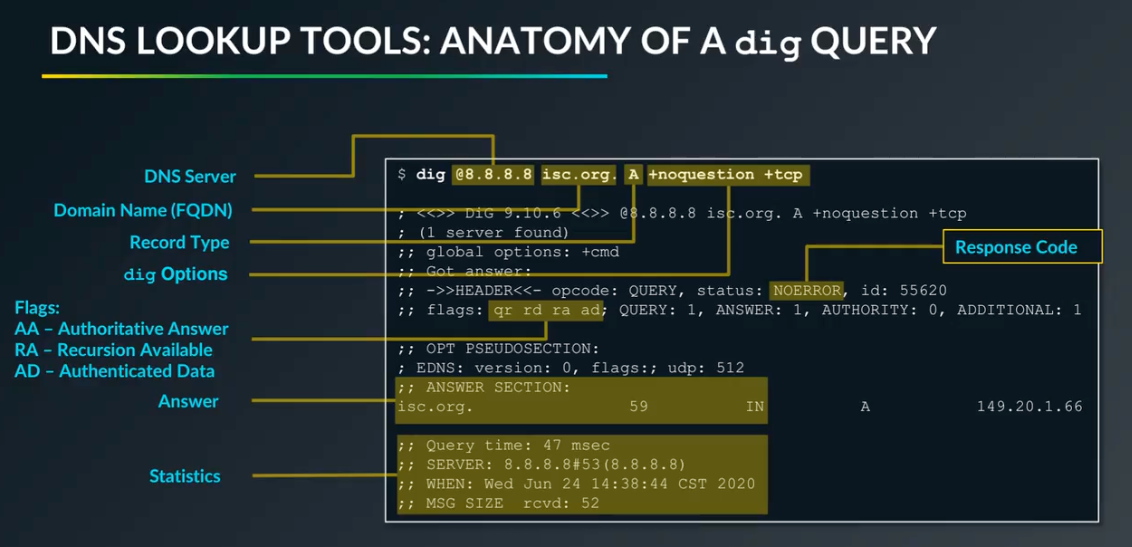 DNS LOOKUP TOOLS: ANATOMY OF A dig QUERY
DNS Server
Domain Name (FQDN)
Record Type
dig Options
Flags:
AA – Authoritative Answer
RA – Recursion Available
AD – Authenticated Data
Answer
Statistics
Response Code
$ dig @8.8.8.8 isc.org. A +noquestion +tcp
; <<>> DiG 9.10.6 <<>> @8.8.8.8 isc.org. A +noquestion +tcp
; (1 server found)
;; global options: +cmd
;; Got answer:
;; ->>HEADER<<- opcode: QUERY, status: NOERROR, id: 55620
;; flags: qr rd ra ad; QUERY: 1, ANSWER: 1, AUTHORITY: 0, ADDITIONAL: 1
;; OPT PSEUDOSECTION:
; EDNS: version: 0, flags:; udp: 512
;; ANSWER SECTION:
isc.org. 59 IN A 149.20.1.66
;; Query time: 47 msec
;; SERVER: 8.8.8.8#53(8.8.8.8)
;; WHEN: Wed Jun 24 14:38:44 CST 2020
;; MSG SIZE rcvd: 52